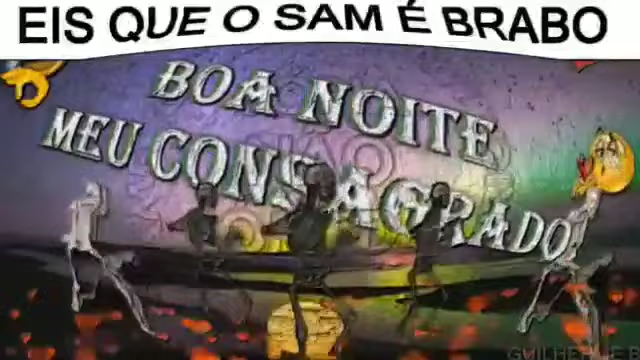 EIS QUE O SAM É BRABO
BOA NOITE
MEU CONSAGRADO